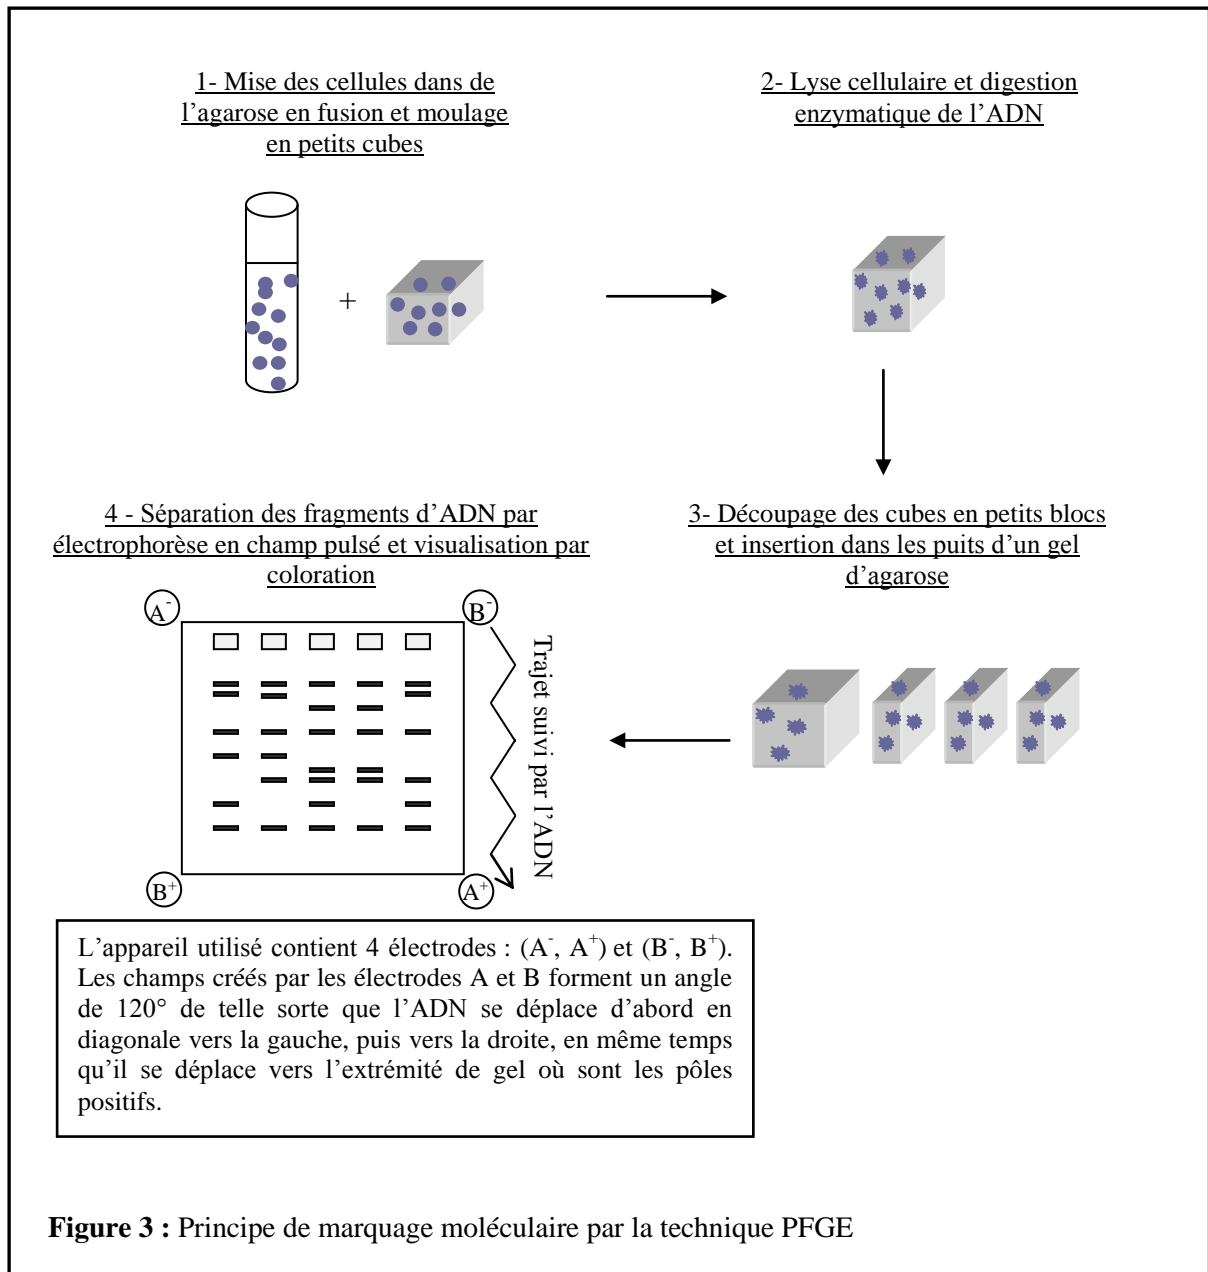 1- Mise des cellules dans de
l’agarose en fusion et moulage
en petits cubes
2- Lyse cellulaire et digestion
enzymatique de l’ADN
+
4 - Séparation des fragments d’ADN par
électrophorèse en champ pulsé et visualisation par
coloration
3- Découpage des cubes en petits blocs
et insertion dans les puits d’un gel
d’agarose
A⁻
B⁻
Trajet suivi par l’ADN
B⁺
A⁺
L’appareil utilisé contient 4 électrodes : (A⁻, A⁺) et (B⁻, B⁺).
Les champs créés par les électrodes A et B forment un angle
de 120° de telle sorte que l’ADN se déplace d’abord en
diagonale vers la gauche, puis vers la droite, en même temps
qu’il se déplace vers l’extrémité de gel où sont les pôles
positifs.
Figure 3 : Principe de marquage moléculaire par la technique PFGE